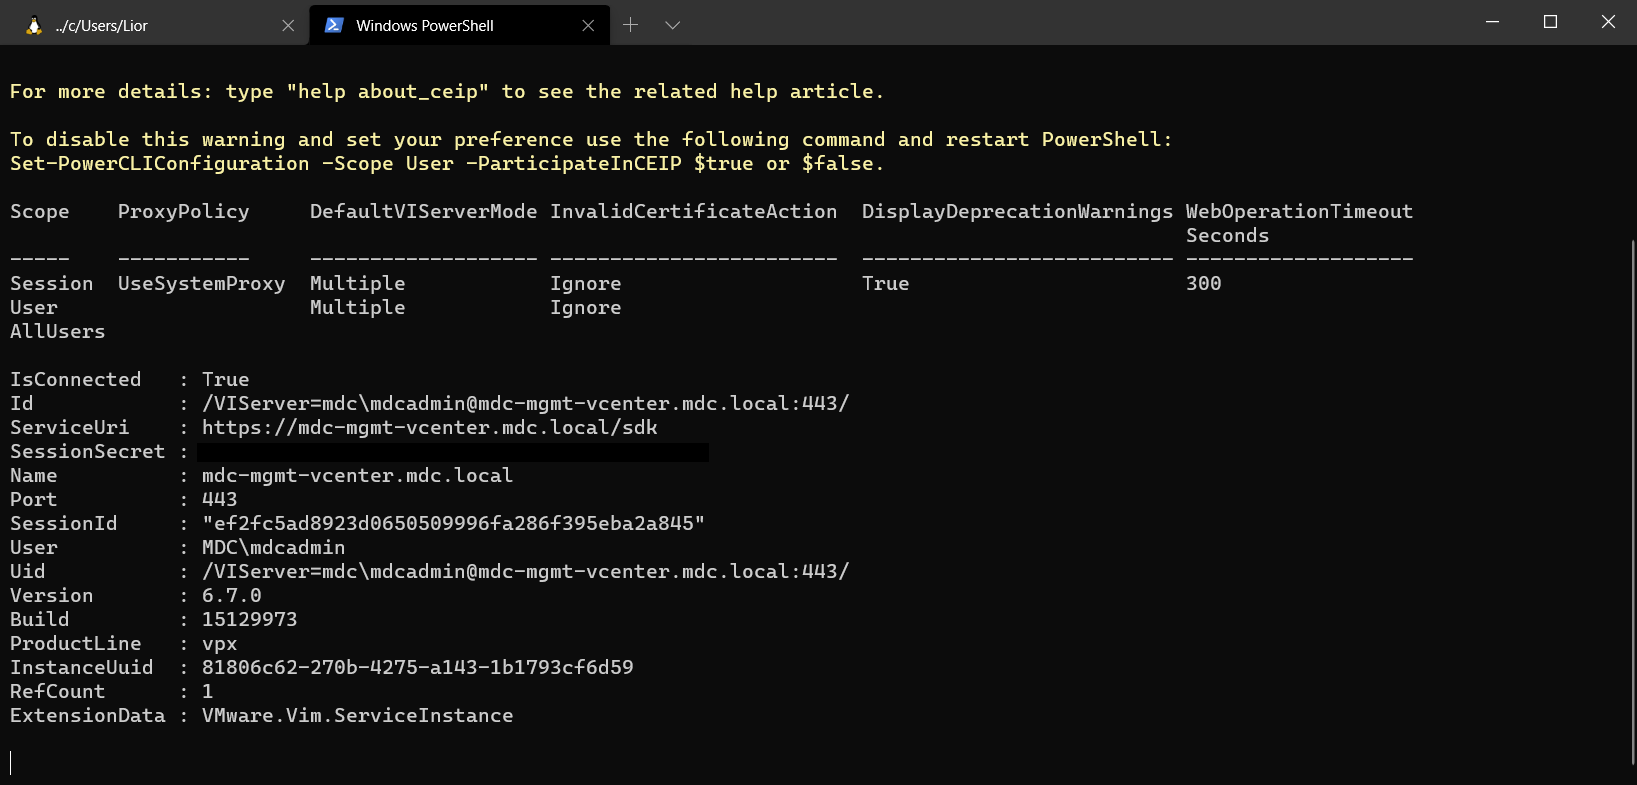 ../c/Users/Lior
Windows PowerShell
For more details: type "help about_ceip" to see the related help article.
To disable this warning and set your preference use the following command and restart PowerShell:
Set-PowerCLIConfiguration -Scope User -ParticipateInCEIP $true or $false.
Scope    ProxyPolicy     DefaultVIServerMode InvalidCertificateAction  DisplayDeprecationWarnings WebOperationTimeout
Seconds
-----    -----------     ------------------- ------------------------  -------------------------- -------------------
Session  UseSystemProxy  Multiple            Ignore                    True                       300
User                     Multiple            Ignore
AllUsers
IsConnected   : True
Id            : /VIServer=mdc\mdcadmin@mdc-mgmt-vcenter.mdc.local:443/
ServiceUri    : https://mdc-mgmt-vcenter.mdc.local/sdk
SessionSecret :
Name          : mdc-mgmt-vcenter.mdc.local
Port          : 443
SessionId     : "ef2fc5ad8923d0650509996fa286f395eba2a845"
User          : MDC\mdcadmin
Uid           : /VIServer=mdc\mdcadmin@mdc-mgmt-vcenter.mdc.local:443/
Version       : 6.7.0
Build         : 15129973
ProductLine   : vpx
InstanceUuid  : 81806c62-270b-4275-a143-1b1793cf6d59
RefCount      : 1
ExtensionData : VMware.Vim.ServiceInstance